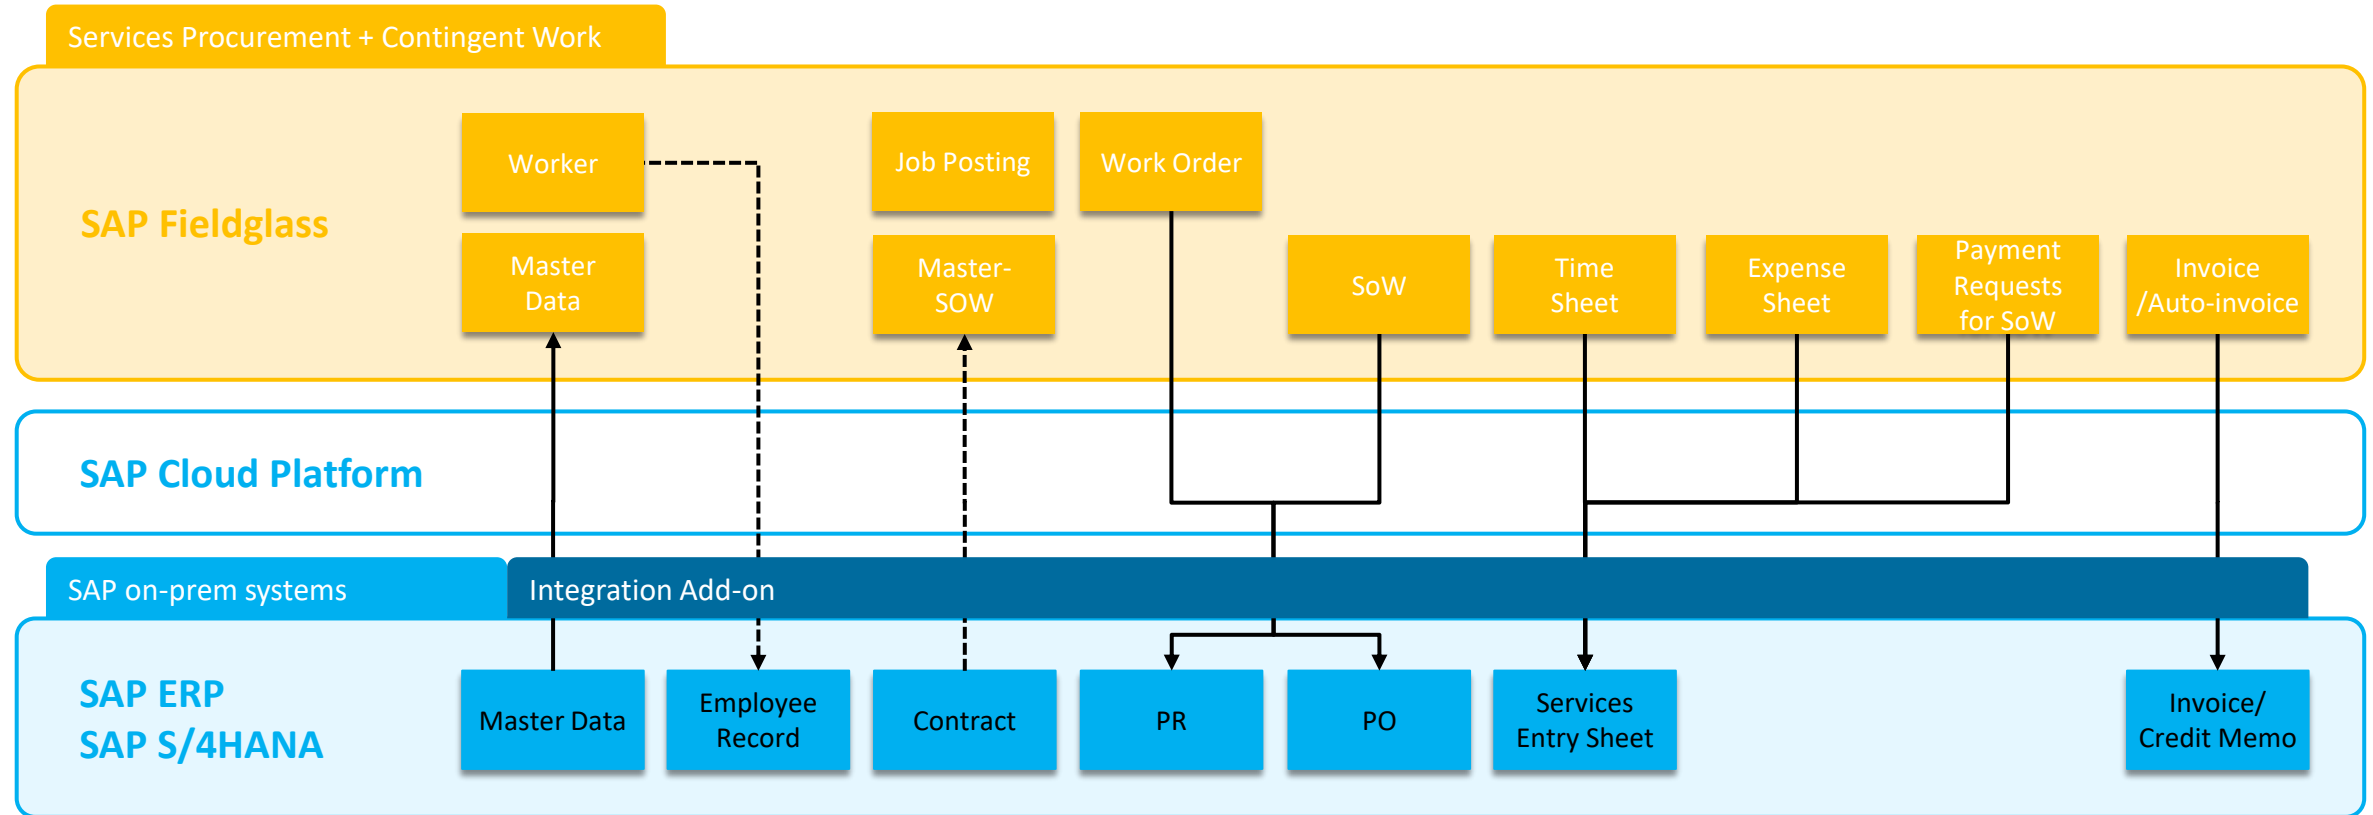 Services Procurement + Contingent Work
SAP Fieldglass
Worker
Job Posting
Work Order
Master
Data
Master-
SOW
SoW
Time
Sheet
Expense
Sheet
Payment
Requests
for SoW
Invoice
/Auto-invoice
SAP Cloud Platform
SAP on-prem systems
Integration Add-on
SAP ERP
SAP S/4HANA
Master Data
Employee
Record
Contract
PR
PO
Services
Entry Sheet
Invoice/
Credit Memo